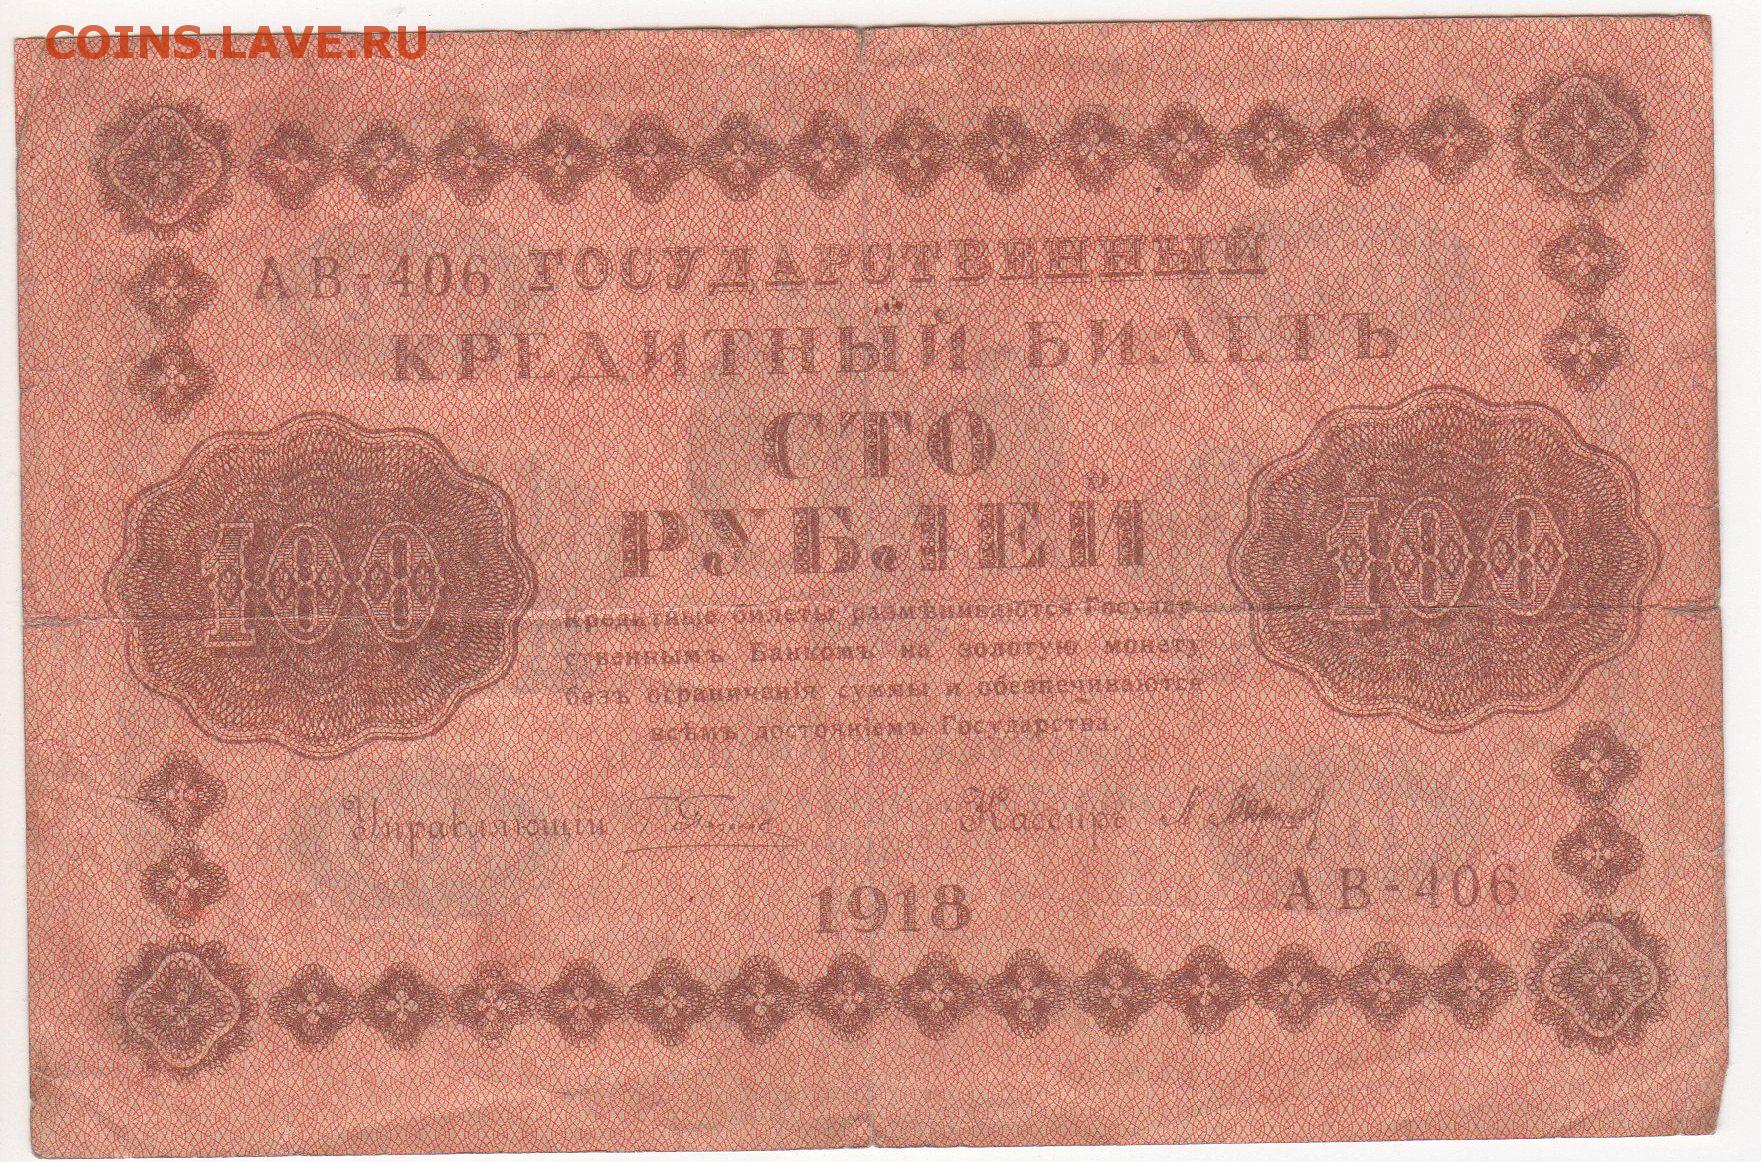 COINS.LAVE.RU
АВ-406 ГОСУДАРСТВЕННЫЙ
КРЕДИТНЫЙ БИЛЕТЪ
СТО
РУБЛЕЙ
100
100
Кредитные билеты размѣниваются Государ-
ственнымъ Банкомъ на золотую монету
безъ ограниченія суммы и обезпечиваются
всѣмъ достояніемъ Государства.
Управляющій
Кассиръ
1918
АВ-406